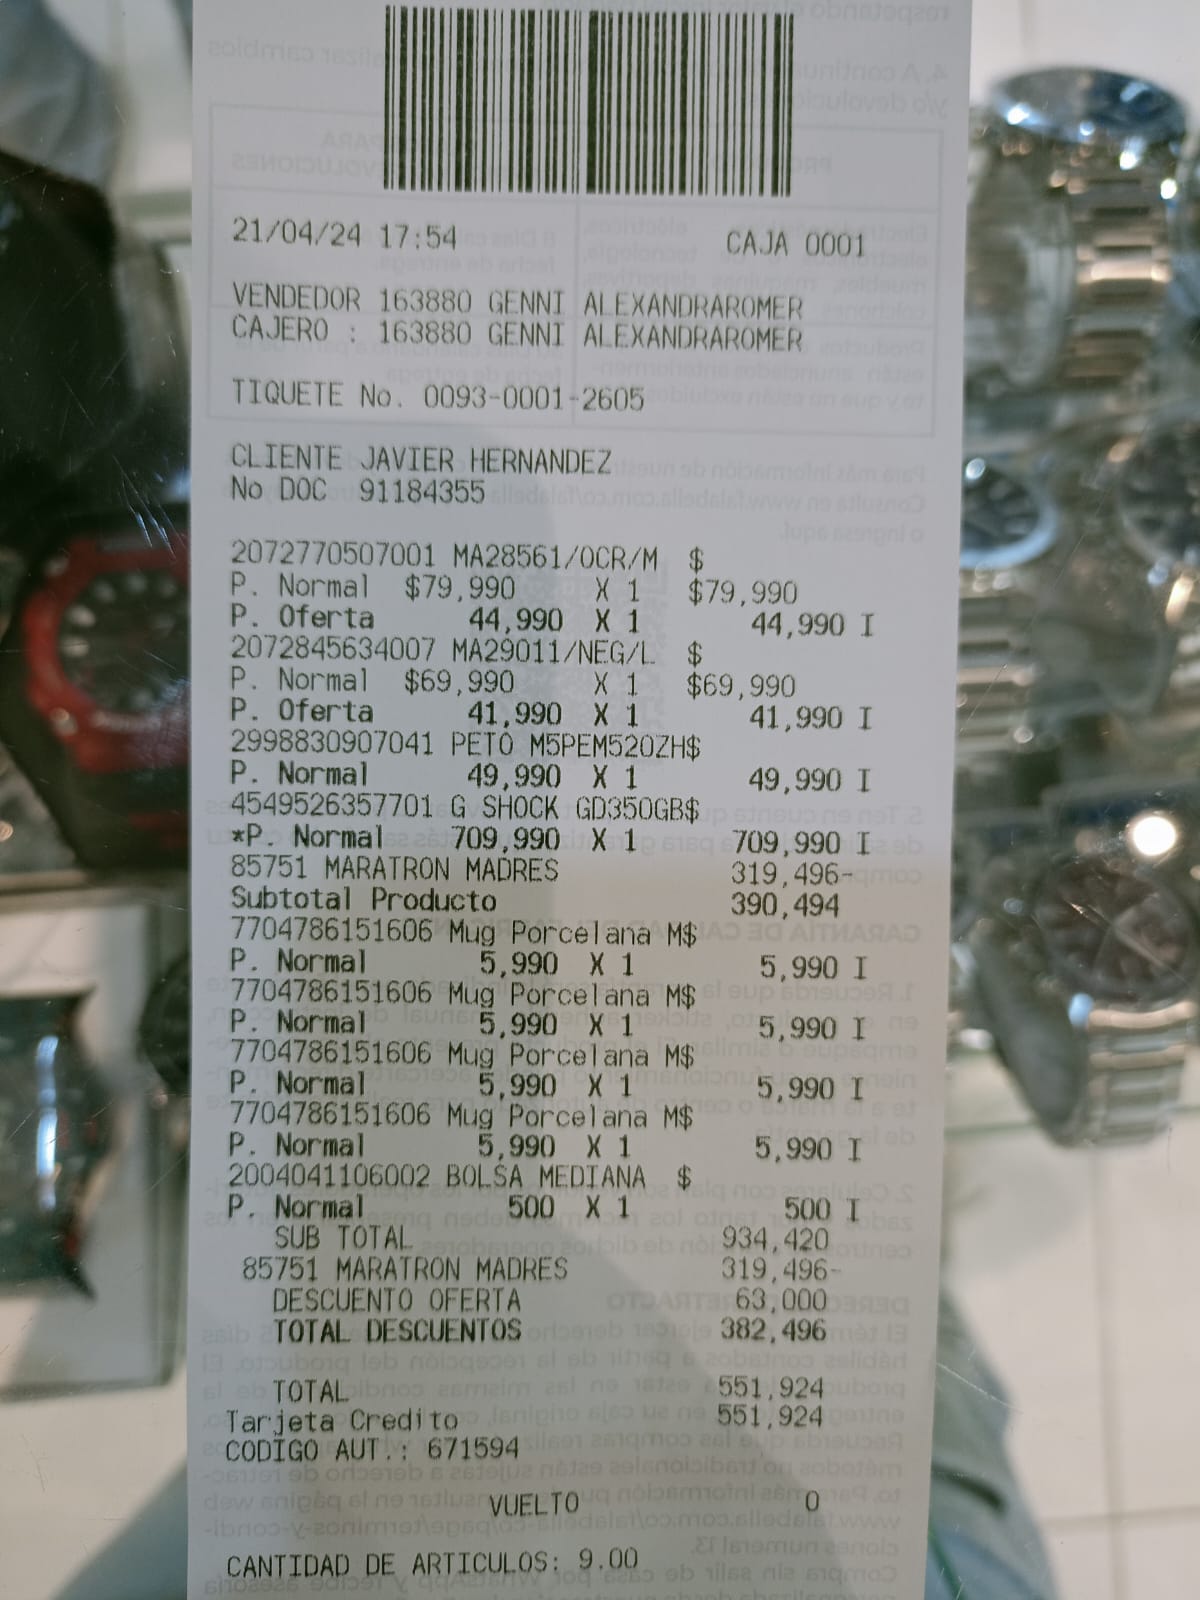 21/04/24 17:54 CAJA 0001
VENDEDOR 163880 GENNI ALEXANDRAROMER
CAJERO : 163880 GENNI ALEXANDRAROMER
TIQUETE No. 0093-0001-2605
CLIENTE JAVIER HERNANDEZ
No DOC 91184355
2072770507001 MA28561/OCR/M $
P. Normal $79,990 X 1 $79,990
P. Oferta 44,990 X 1 44,990 I
2072845634007 MA29011/NEG/L $
P. Normal $69,990 X 1 $69,990
P. Oferta 41,990 X 1 41,990 I
2998830907041 PETO M5PEM520ZH$
P. Normal 49,990 X 1 49,990 I
4549526357701 G SHOCK GD350GB$
*P. Normal 709,990 X 1 709,990 I
85751 MARATRON MADRES 319,496-
Subtotal Producto 390,494
7704786151606 Mug Porcelana M$
P. Normal 5,990 X 1 5,990 I
7704786151606 Mug Porcelana M$
P. Normal 5,990 X 1 5,990 I
7704786151606 Mug Porcelana M$
P. Normal 5,990 X 1 5,990 I
7704786151606 Mug Porcelana M$
P. Normal 5,990 X 1 5,990 I
2004041106002 BOLSA MEDIANA $
P. Normal 500 X 1 500 I
SUB TOTAL 934,420
85751 MARATRON MADRES 319,496-
DESCUENTO OFERTA 63,000
TOTAL DESCUENTOS 382,496
TOTAL 551,924
Tarjeta Credito 551,924
CODIGO AUT.: 671594
VUELTO 0
CANTIDAD DE ARTICULOS: 9.00